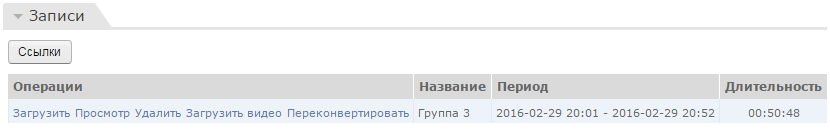 Записи
Ссылки
Операции Название Период Длительность
Загрузить Просмотр Удалить Загрузить видео Переконвертировать Группа 3 2016-02-29 20:01 - 2016-02-29 20:52 00:50:48